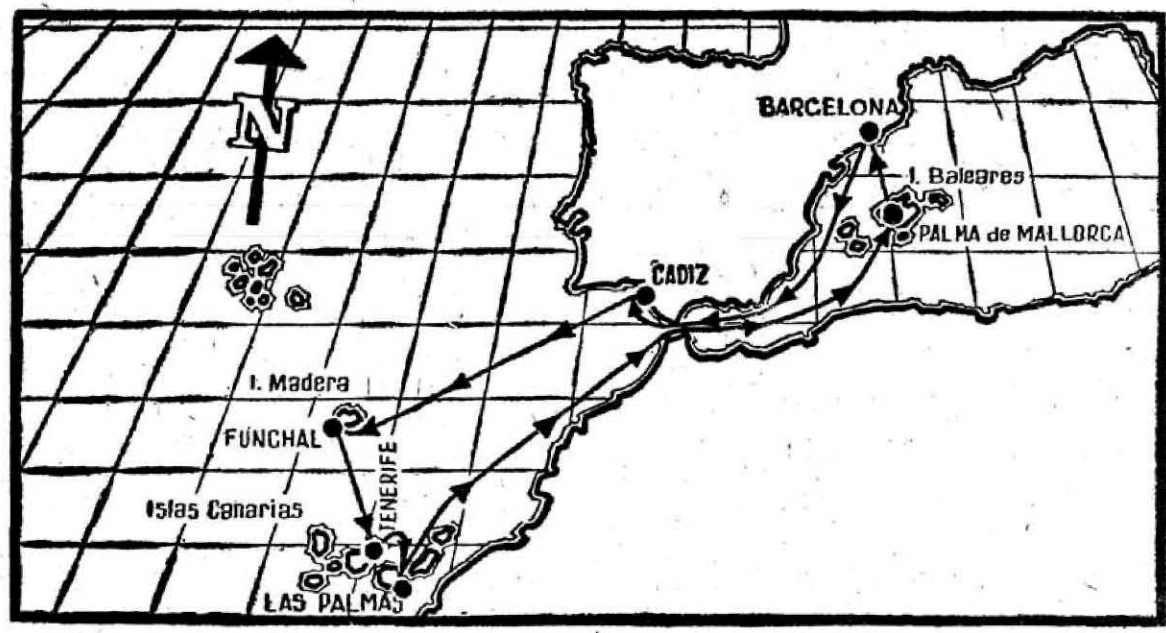 N
BARCELONA
I. Baleares
PALMA de MALLORCA
CADIZ
I. Madera
FUNCHAL
TENERIFE
Islas Canarias
LAS PALMAS